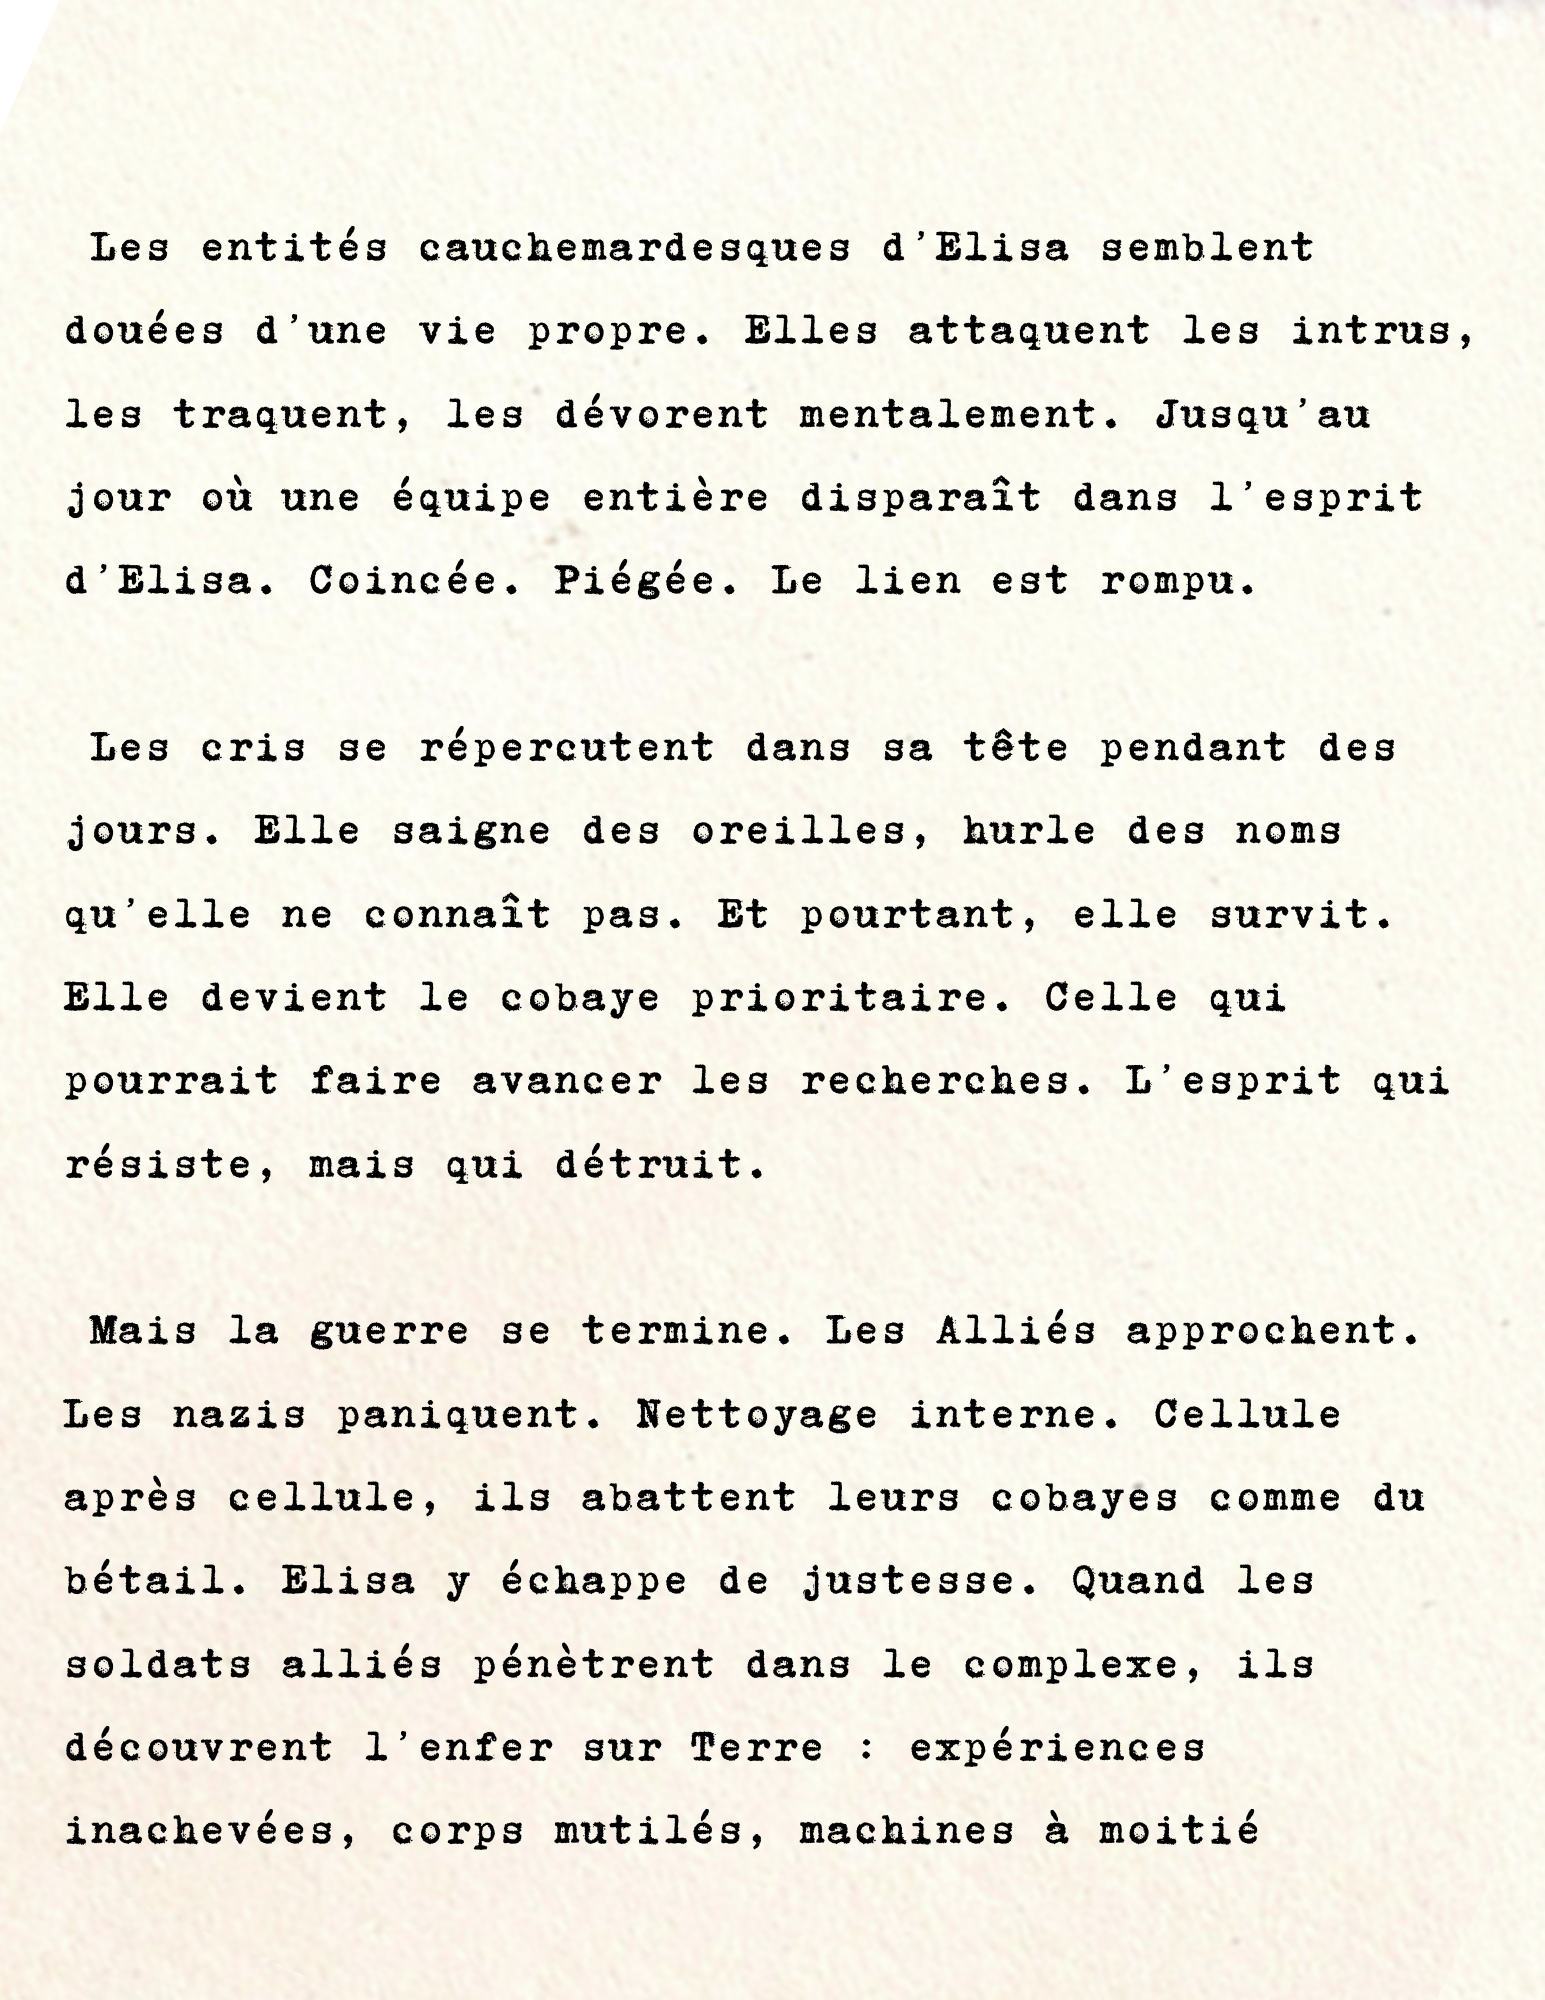 Les entités cauchemardesques d'Elisa semblent
douées d'une vie propre. Elles attaquent les intrus,
les traquent, les dévorent mentalement. Jusqu'au
jour où une équipe entière disparaît dans l'esprit
d'Elisa. Coincée. Piégée. Le lien est rompu.
Les cris se répercutent dans sa tête pendant des
jours. Elle saigne des oreilles, hurle des noms
qu'elle ne connaît pas. Et pourtant, elle survit.
Elle devient le cobaye prioritaire. Celle qui
pourrait faire avancer les recherches. L'esprit qui
résiste, mais qui détruit.
Mais la guerre se termine. Les Alliés approchent.
Les nazis paniquent. Nettoyage interne. Cellule
après cellule, ils abattent leurs cobayes comme du
bétail. Elisa y échappe de justesse. Quand les
soldats alliés pénètrent dans le complexe, ils
découvrent l'enfer sur Terre : expériences
inachevées, corps mutilés, machines à moitié